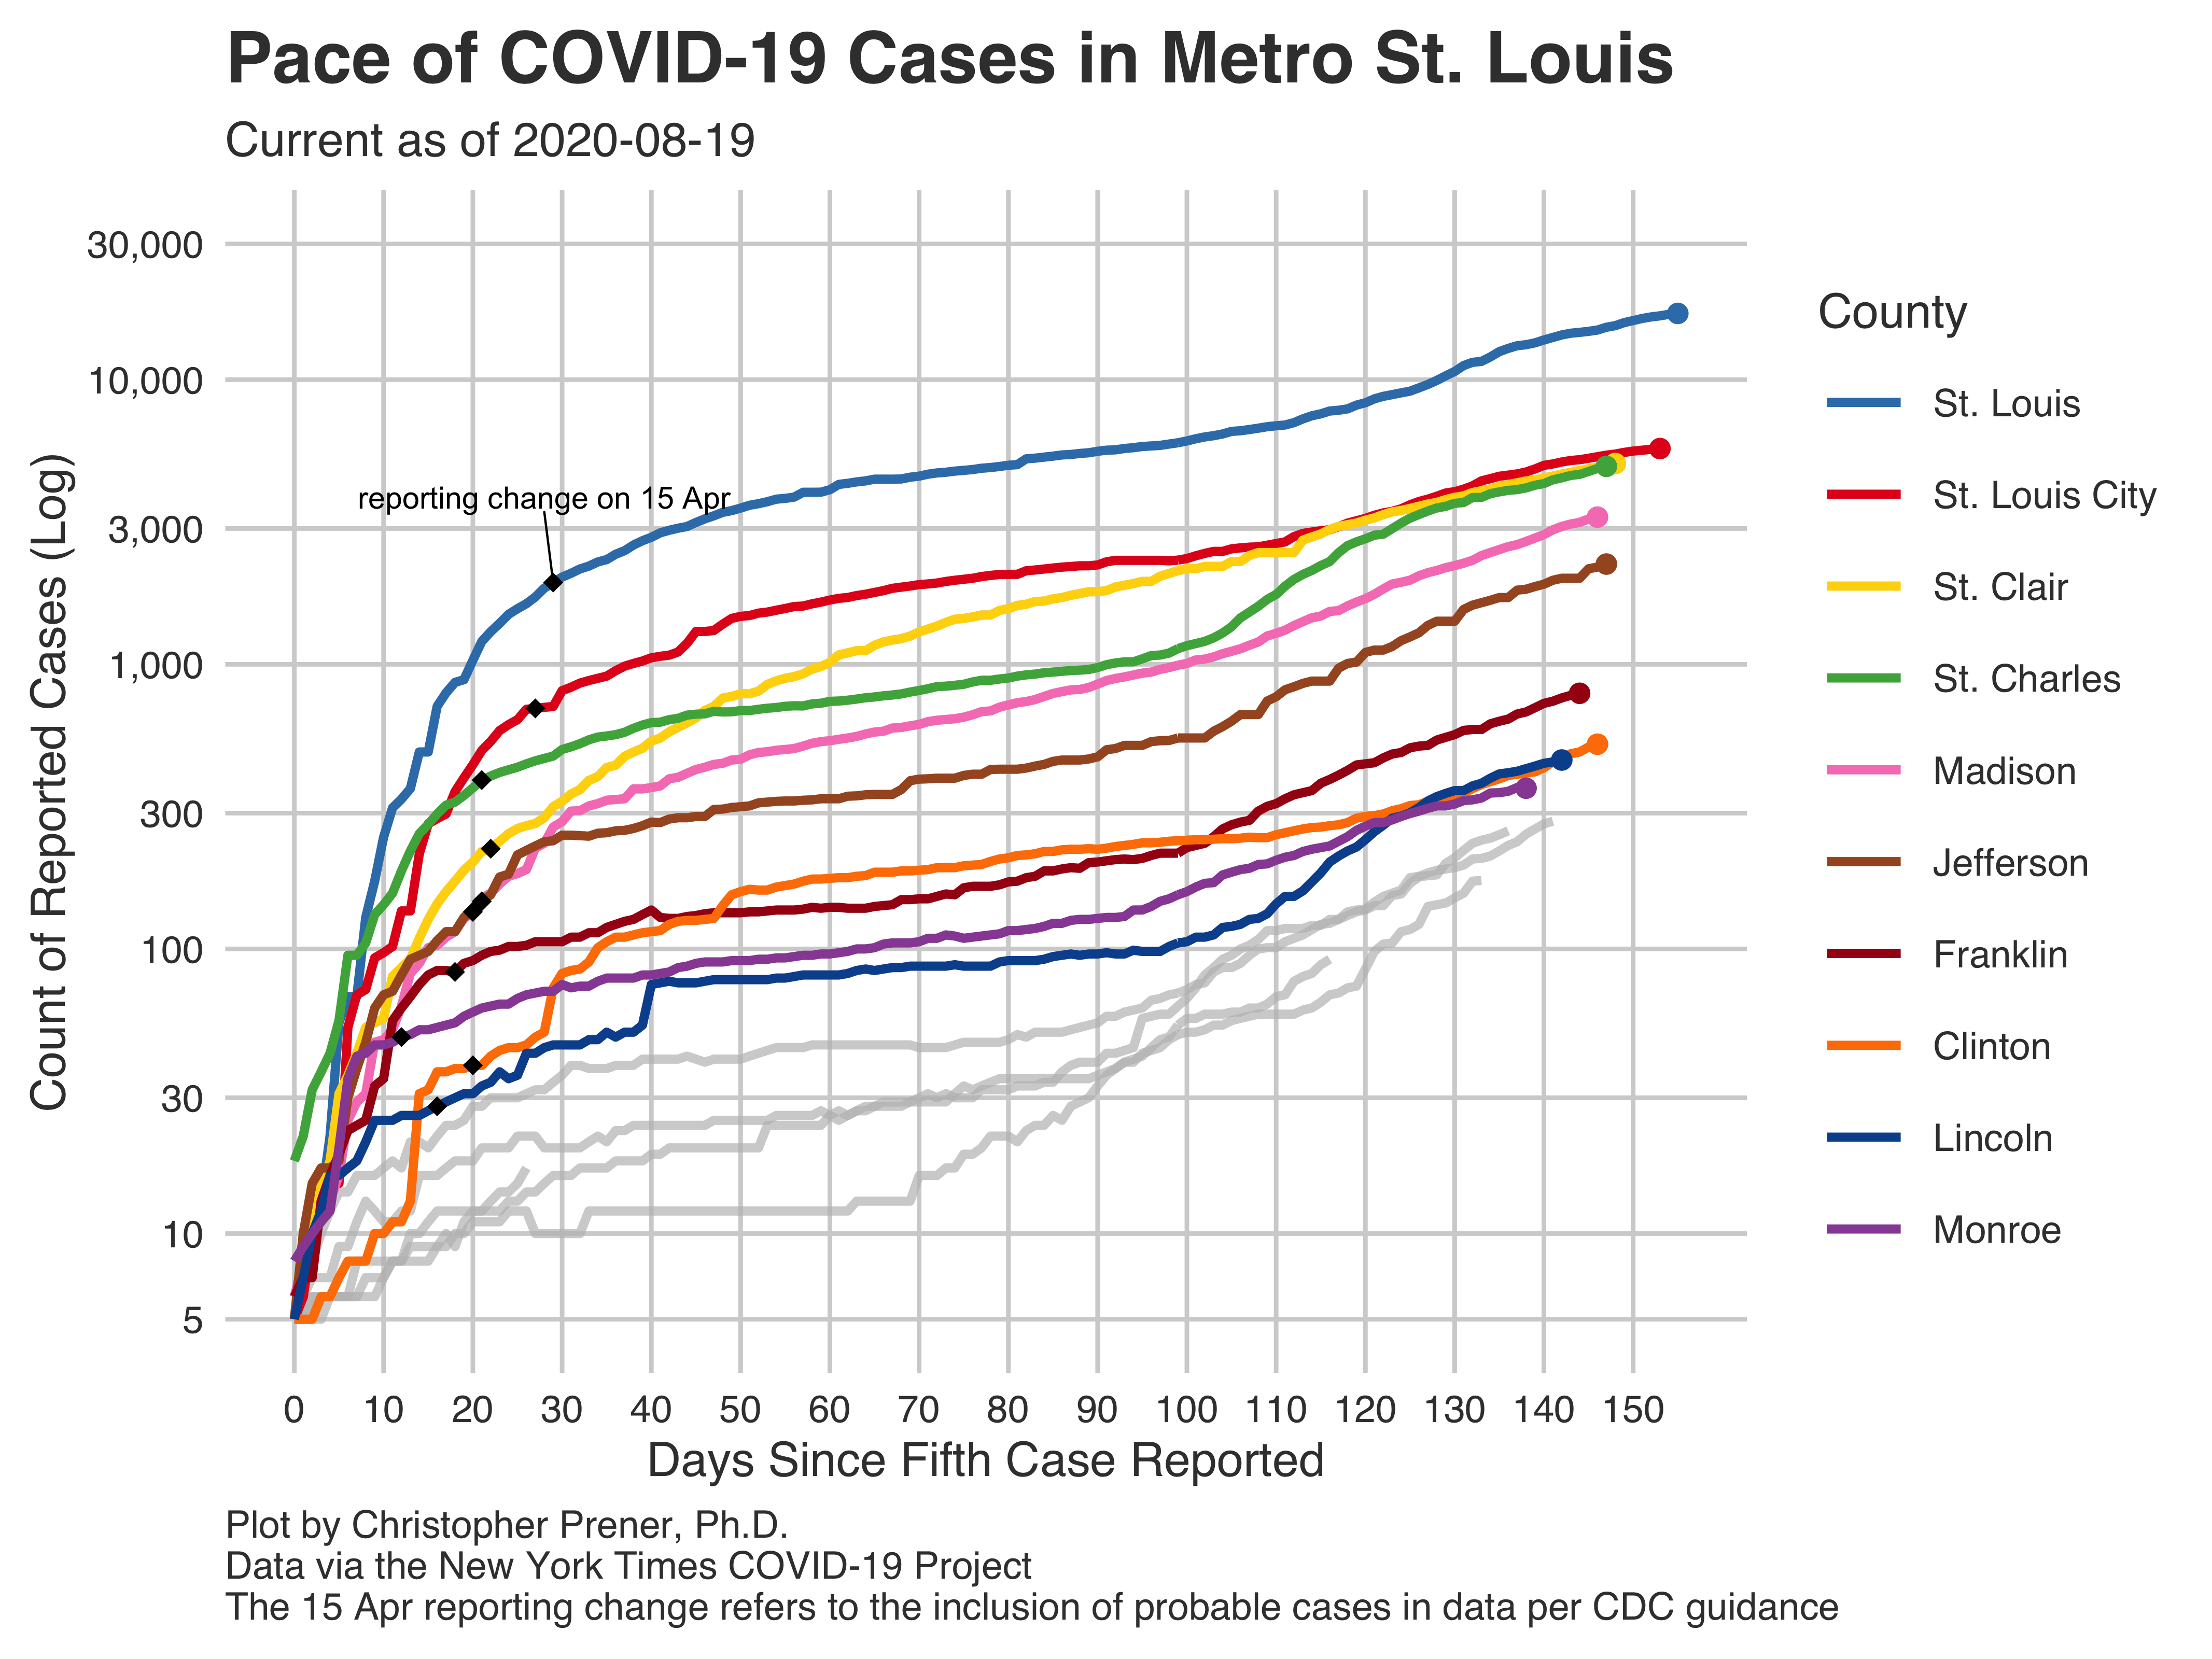 Pace of COVID-19 Cases in Metro St. Louis
Current as of 2020-08-19
Count of Reported Cases (Log)
30,000
10,000
3,000
1,000
300
100
30
10
5
reporting change on 15 Apr
0 10 20 30 40 50 60 70 80 90 100 110 120 130 140 150
Days Since Fifth Case Reported
County
St. Louis
St. Louis City
St. Clair
St. Charles
Madison
Jefferson
Franklin
Clinton
Lincoln
Monroe
Plot by Christopher Prener, Ph.D.
Data via the New York Times COVID-19 Project
The 15 Apr reporting change refers to the inclusion of probable cases in data per CDC guidance